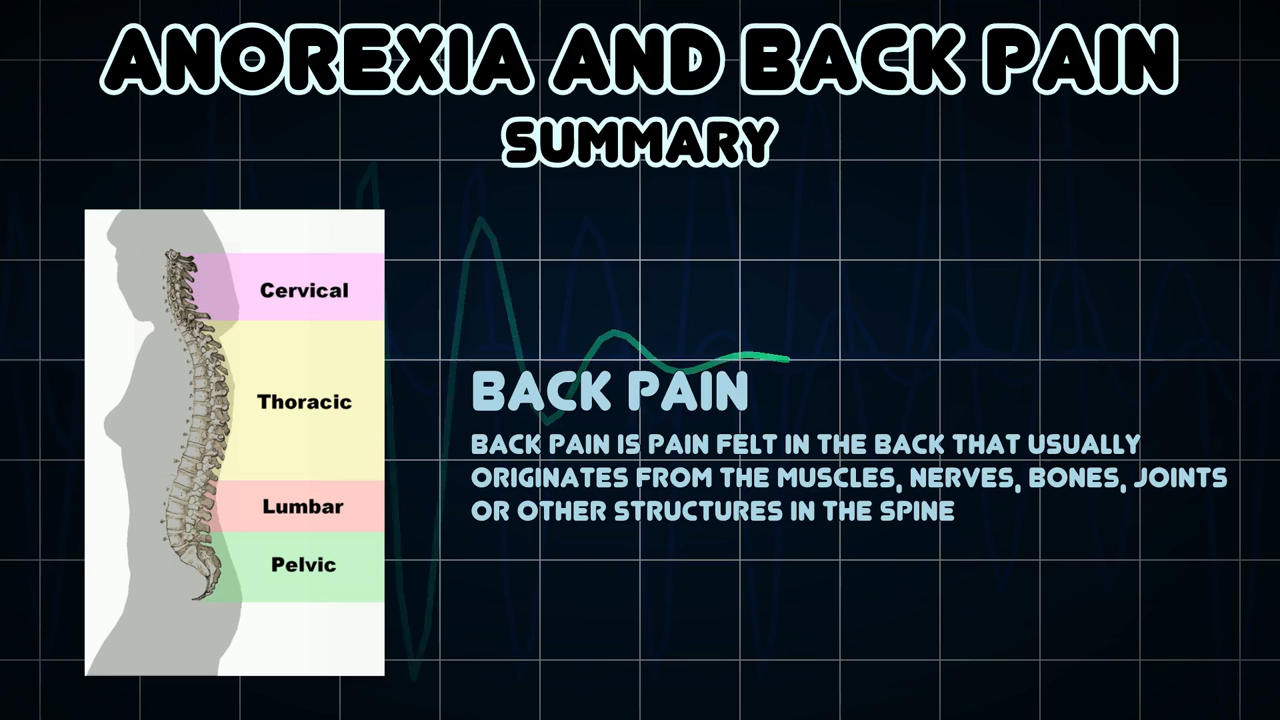 ANOREXIA AND BACK PAIN
SUMMARY
Cervical
Thoracic
Lumbar
Pelvic
BACK PAIN
BACK PAIN IS PAIN FELT IN THE BACK THAT USUALLY
ORIGINATES FROM THE MUSCLES, NERVES, BONES, JOINTS
OR OTHER STRUCTURES IN THE SPINE